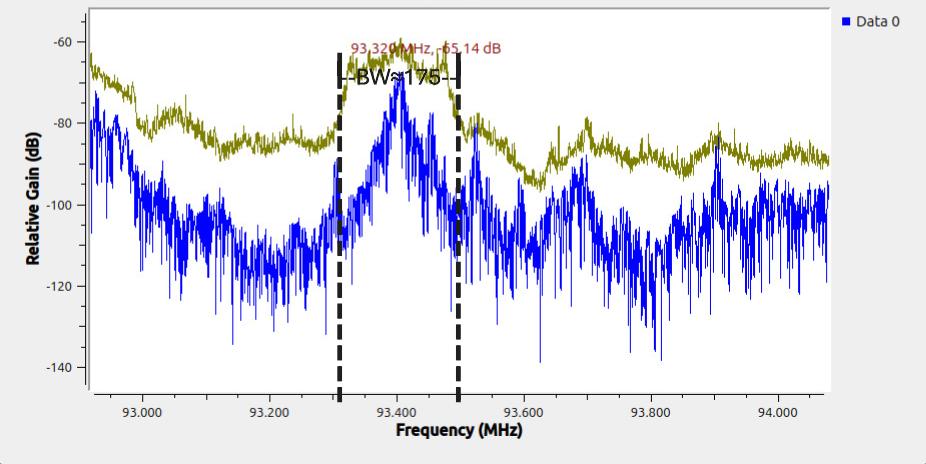 -60
-80
-100
-120
-140
Relative Gain (dB)
93,320 MHz, -65,14 dB
BW≈175
Data 0
93.000
93.200
93.400
93.600
93.800
94.000
Frequency (MHz)